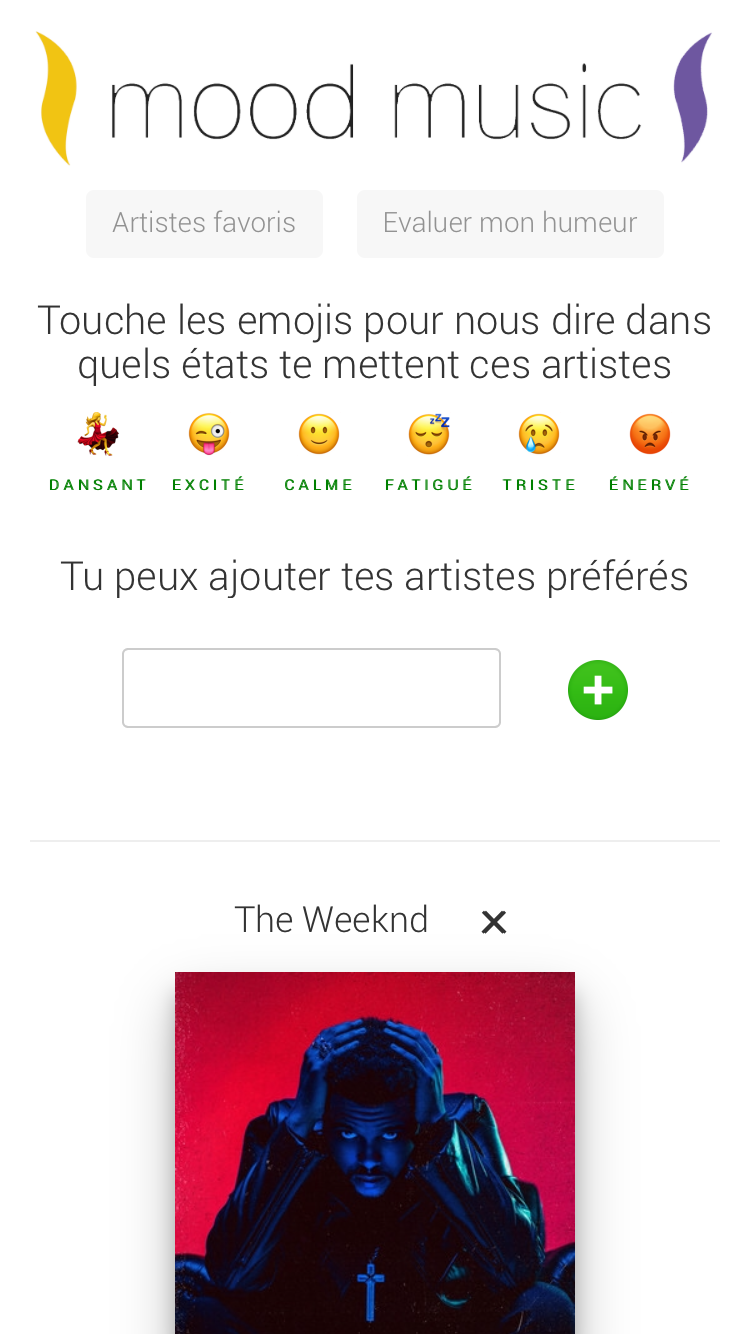 mood music
Artistes favoris
Evaluer mon humeur
Touche les emojis pour nous dire dans
quels états te mettent ces artistes
DANSANT EXCITÉ CALME FATIGUÉ TRISTE ÉNERVÉ
Tu peux ajouter tes artistes préférés
The Weeknd